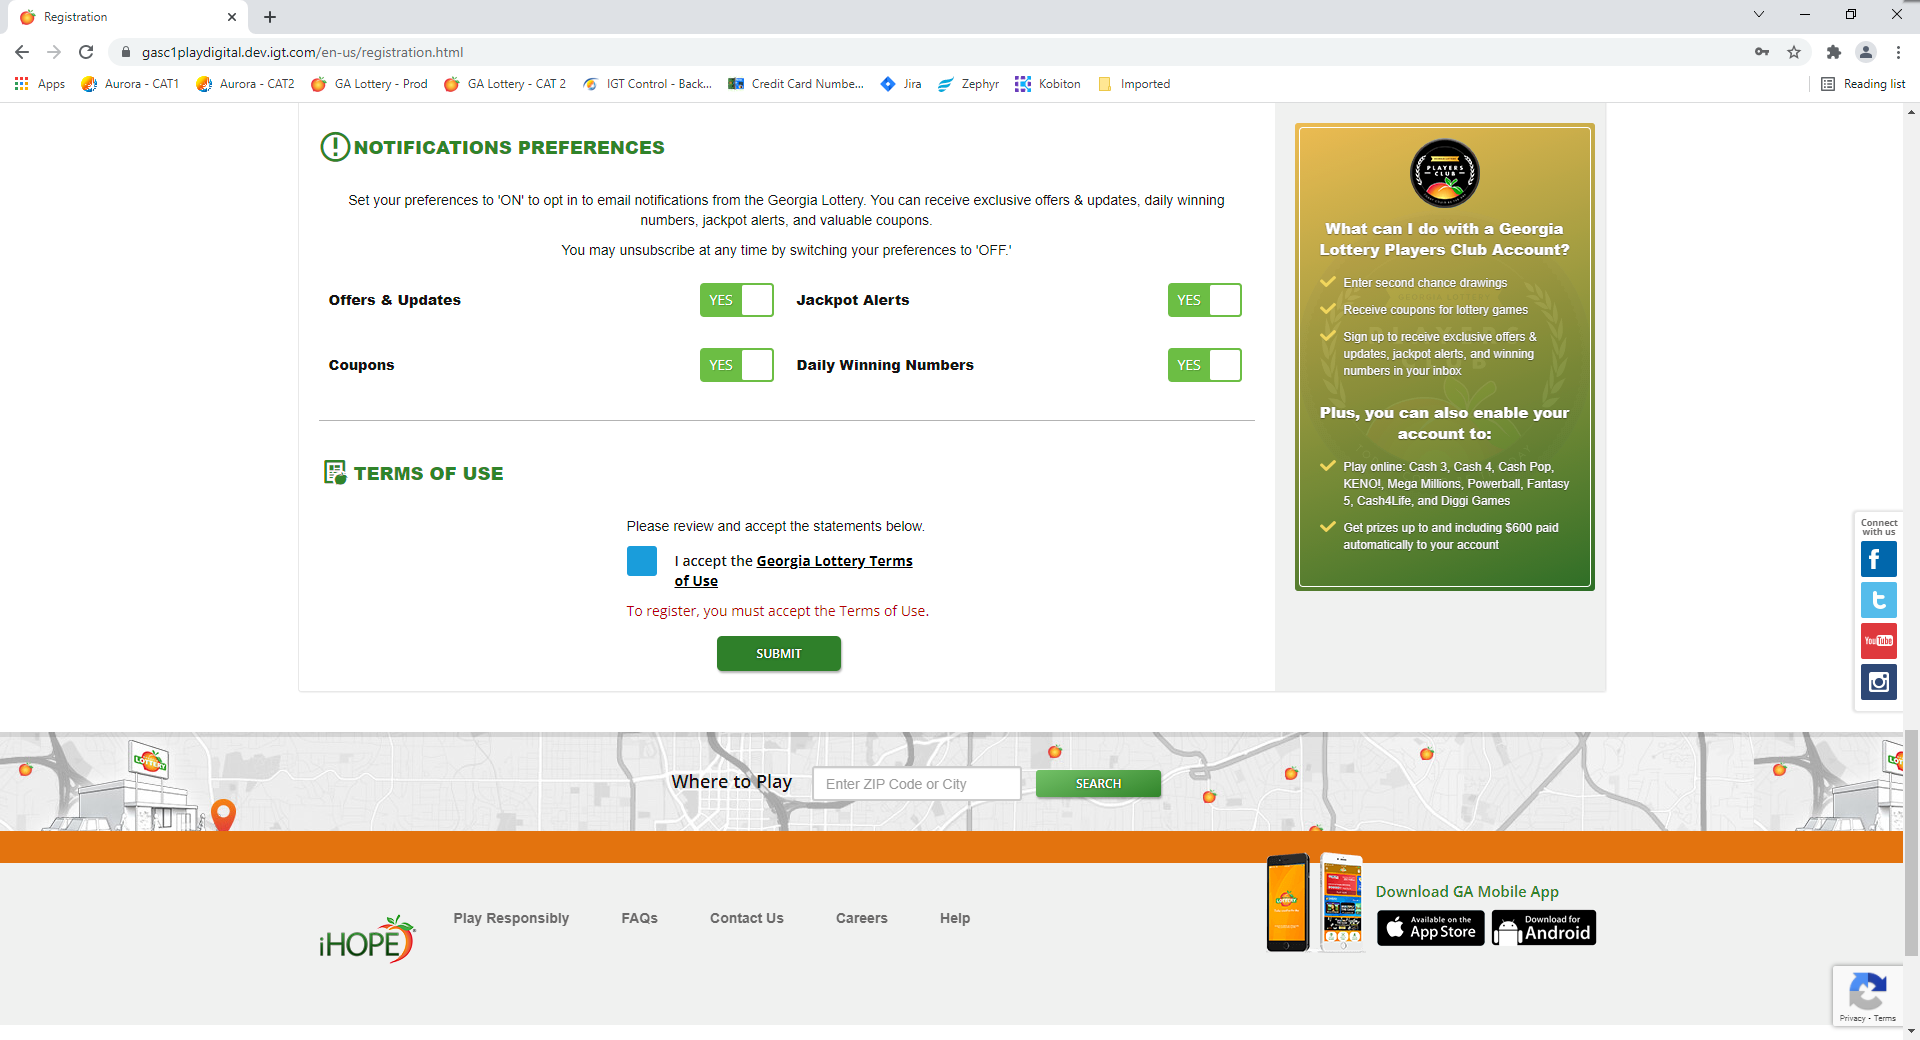 Registration
gasc1playdigital.dev.igt.com/en-us/registration.html
Apps
Aurora - CAT1
Aurora - CAT2
GA Lottery - Prod
GA Lottery - CAT 2
IGT Control - Back...
Credit Card Numbe...
Jira
Zephyr
Kobiton
Imported
Reading list
NOTIFICATIONS PREFERENCES
Set your preferences to 'ON' to opt in to email notifications from the Georgia Lottery. You can receive exclusive offers & updates, daily winning
numbers, jackpot alerts, and valuable coupons.
You may unsubscribe at any time by switching your preferences to 'OFF.'
Offers & Updates
YES
Jackpot Alerts
YES
Coupons
YES
Daily Winning Numbers
YES
TERMS OF USE
Please review and accept the statements below.
I accept the Georgia Lottery Terms
of Use
To register, you must accept the Terms of Use.
SUBMIT
PLAYERS
CLUB
What can I do with a Georgia
Lottery Players Club Account?
Enter second chance drawings
Receive coupons for lottery games
Sign up to receive exclusive offers &
updates, jackpot alerts, and winning
numbers in your inbox
Plus, you can also enable your
account to:
Play online: Cash 3, Cash 4, Cash Pop,
KENO!, Mega Millions, Powerball, Fantasy
5, Cash4Life, and Diggi Games
Get prizes up to and including $600 paid
automatically to your account
Connect
with us
YouTube
LOTTERY
Where to Play
Enter ZIP Code or City
SEARCH
iHOPE
Play Responsibly
FAQs
Contact Us
Careers
Help
Download GA Mobile App
Available on the
App Store
Download for
Android
Privacy - Terms